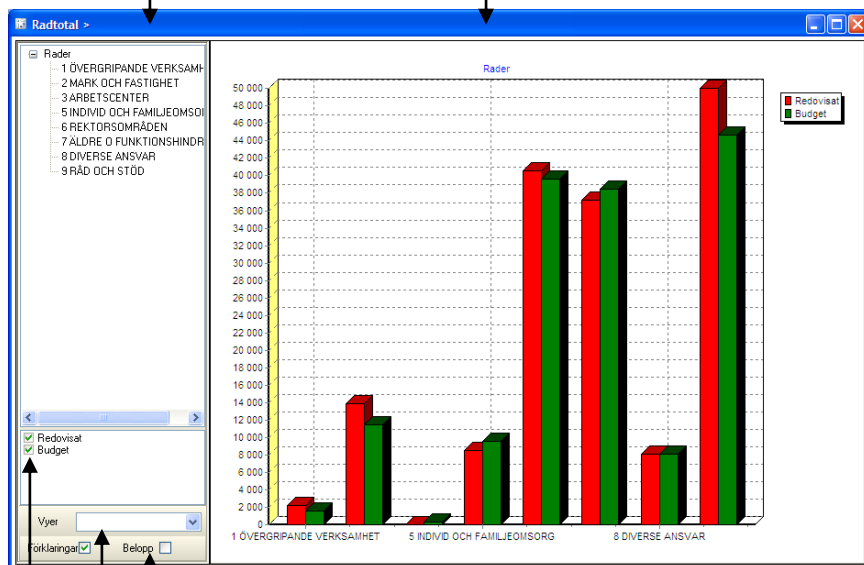 Radtotal >
Rader
1 ÖVERGRIPANDE VERKSAMH
2 MARK OCH FASTIGHET
3 ARBETSCENTER
5 INDIVID OCH FAMILJEOMSOI
6 REKTORSOMRÅDEN
7 ÄLDRE O FUNKTIONSHINDR
8 DIVERSE ANSVAR
9 RÅD OCH STÖD
Redovisat
Budget
Vyer
Förklaringar
Belopp
Rader
50 000
48 000
46 000
44 000
42 000
40 000
38 000
36 000
34 000
32 000
30 000
28 000
26 000
24 000
22 000
20 000
18 000
16 000
14 000
12 000
10 000
8 000
6 000
4 000
2 000
0
1 ÖVERGRIPANDE VERKSAMHET
5 INDIVID OCH FAMILJEOMSORG
8 DIVERSE ANSVAR
Redovisat
Budget